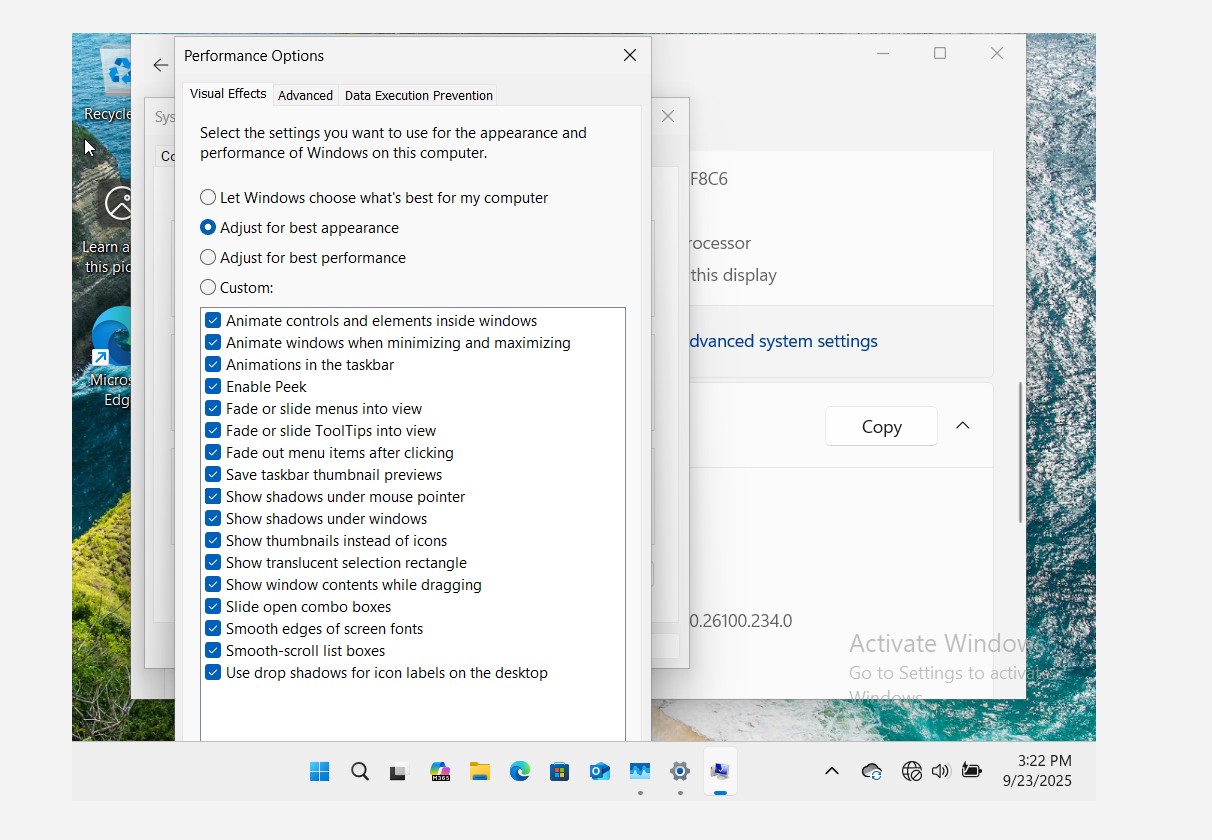 Performance Options
Visual Effects
Advanced
Data Execution Prevention
Select the settings you want to use for the appearance and
performance of Windows on this computer.
Let Windows choose what's best for my computer
Adjust for best appearance
Adjust for best performance
Custom:
Animate controls and elements inside windows
Animate windows when minimizing and maximizing
Animations in the taskbar
Enable Peek
Fade or slide menus into view
Fade or slide ToolTips into view
Fade out menu items after clicking
Save taskbar thumbnail previews
Show shadows under mouse pointer
Show shadows under windows
Show thumbnails instead of icons
Show translucent selection rectangle
Show window contents while dragging
Slide open combo boxes
Smooth edges of screen fonts
Smooth-scroll list boxes
Use drop shadows for icon labels on the desktop
Recycle
Learn a
this pic
Micros
Edg
Sys
Co
F8C6
rocessor
this display
dvanced system settings
Copy
0.26100.234.0
Activate Windows
Go to Settings to activate
Windows.
M365
3:22 PM
9/23/2025